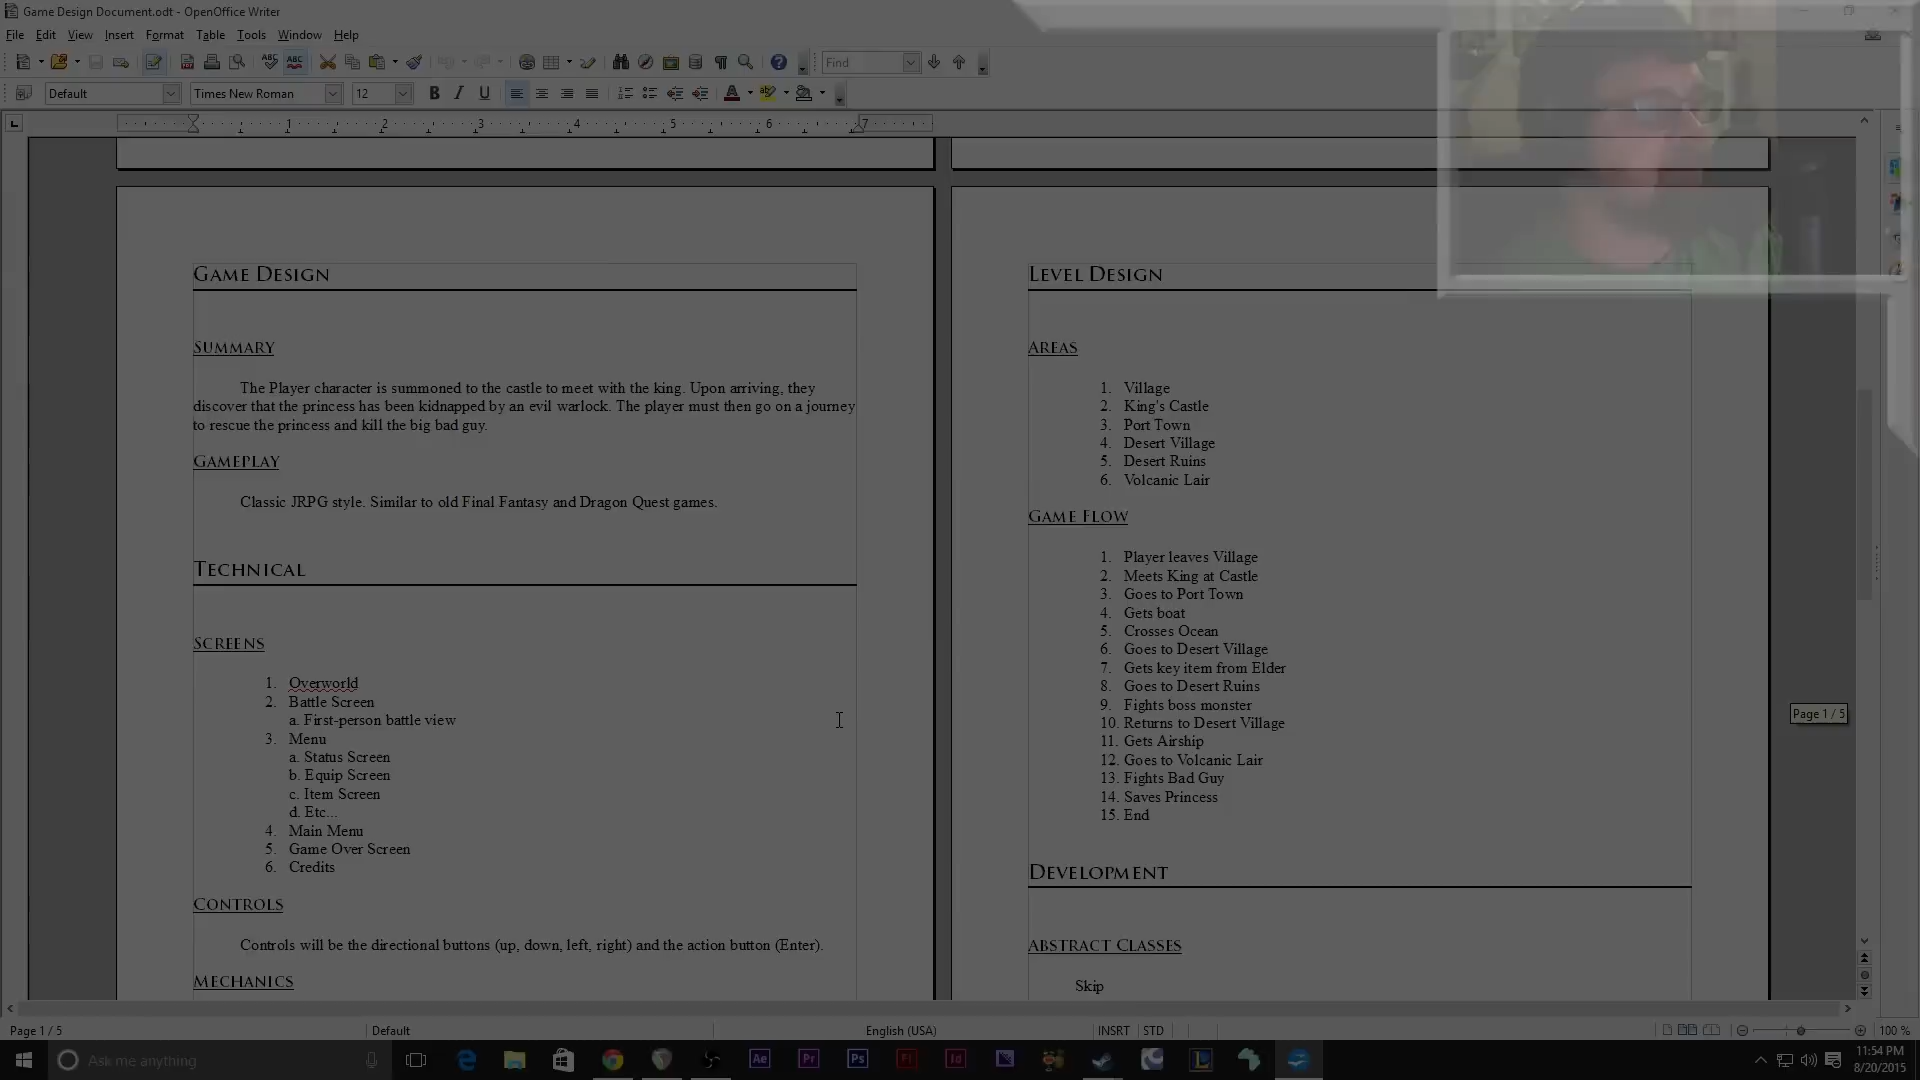 Game Design Document.odt - OpenOffice Writer
File Edit View Insert Format Table Tools Window Help
Find
Default Times New Roman 12
1 2 3 4 5 6 7
GAME DESIGN
SUMMARY
The Player character is summoned to the castle to meet with the king. Upon arriving, they
discover that the princess has been kidnapped by an evil warlock. The player must then go on a journey
to rescue the princess and kill the big bad guy.
GAMEPLAY
Classic JRPG style. Similar to old Final Fantasy and Dragon Quest games.
TECHNICAL
SCREENS
1. Overworld
2. Battle Screen
a. First-person battle view
3. Menu
a. Status Screen
b. Equip Screen
c. Item Screen
d. Etc...
4. Main Menu
5. Game Over Screen
6. Credits
CONTROLS
Controls will be the directional buttons (up, down, left, right) and the action button (Enter).
MECHANICS
LEVEL DESIGN
AREAS
1. Village
2. King's Castle
3. Port Town
4. Desert Village
5. Desert Ruins
6. Volcanic Lair
GAME FLOW
1. Player leaves Village
2. Meets King at Castle
3. Goes to Port Town
4. Gets boat
5. Crosses Ocean
6. Goes to Desert Village
7. Gets key item from Elder
8. Goes to Desert Ruins
9. Fights boss monster
10. Returns to Desert Village
11. Gets Airship
12. Goes to Volcanic Lair
13. Fights Bad Guy
14. Saves Princess
15. End
DEVELOPMENT
ABSTRACT CLASSES
Skip
Page 1 / 5
Page 1 / 5 Default English (USA) INSRT STD 100 %
Ask me anything Ae Pr Ps Fl Id L
11:54 PM
8/20/2015